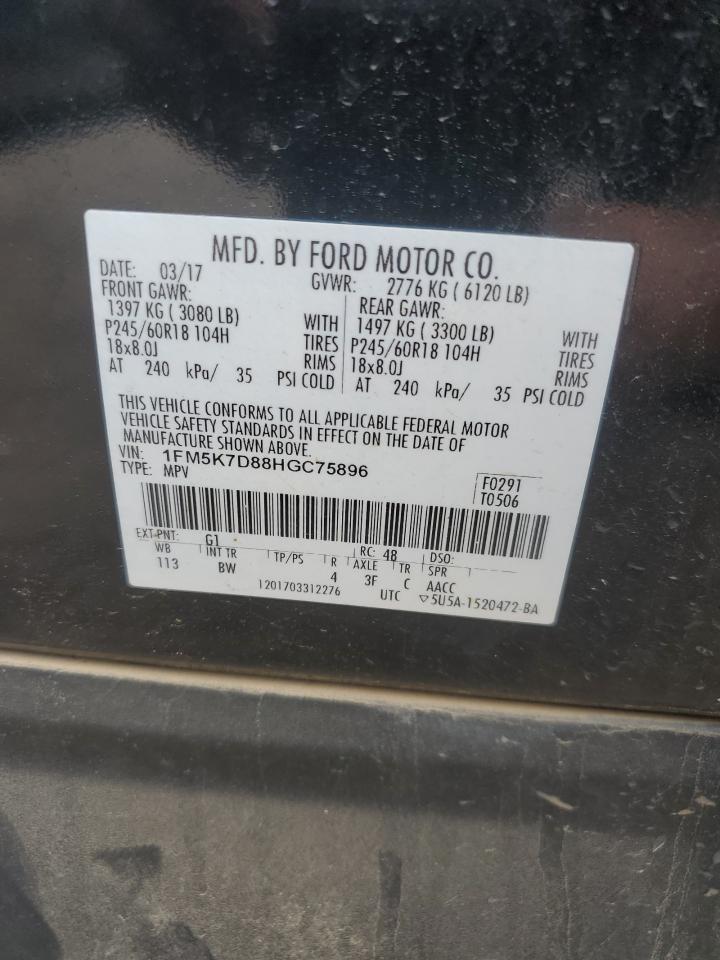 MFD. BY FORD MOTOR CO.
DATE: 03/17 GVWR: 2776 KG ( 6120 LB)
FRONT GAWR: REAR GAWR:
1397 KG ( 3080 LB) WITH 1497 KG ( 3300 LB) WITH
P245/60R18 104H TIRES P245/60R18 104H TIRES
18x8.0J RIMS 18x8.0J RIMS
AT 240 kPa/ 35 PSI COLD AT 240 kPa/ 35 PSI COLD
THIS VEHICLE CONFORMS TO ALL APPLICABLE FEDERAL MOTOR
VEHICLE SAFETY STANDARDS IN EFFECT ON THE DATE OF
MANUFACTURE SHOWN ABOVE.
VIN: 1FM5K7D88HGC75896
TYPE: MPV
F0291
T0506
EXT PNT: G1 RC: 48 DSO:
WB INT TR TP/PS R AXLE TR SPR
113 BW 4 3F C AACC
1201703312276 UTC ▽5U5A-1520472-BA